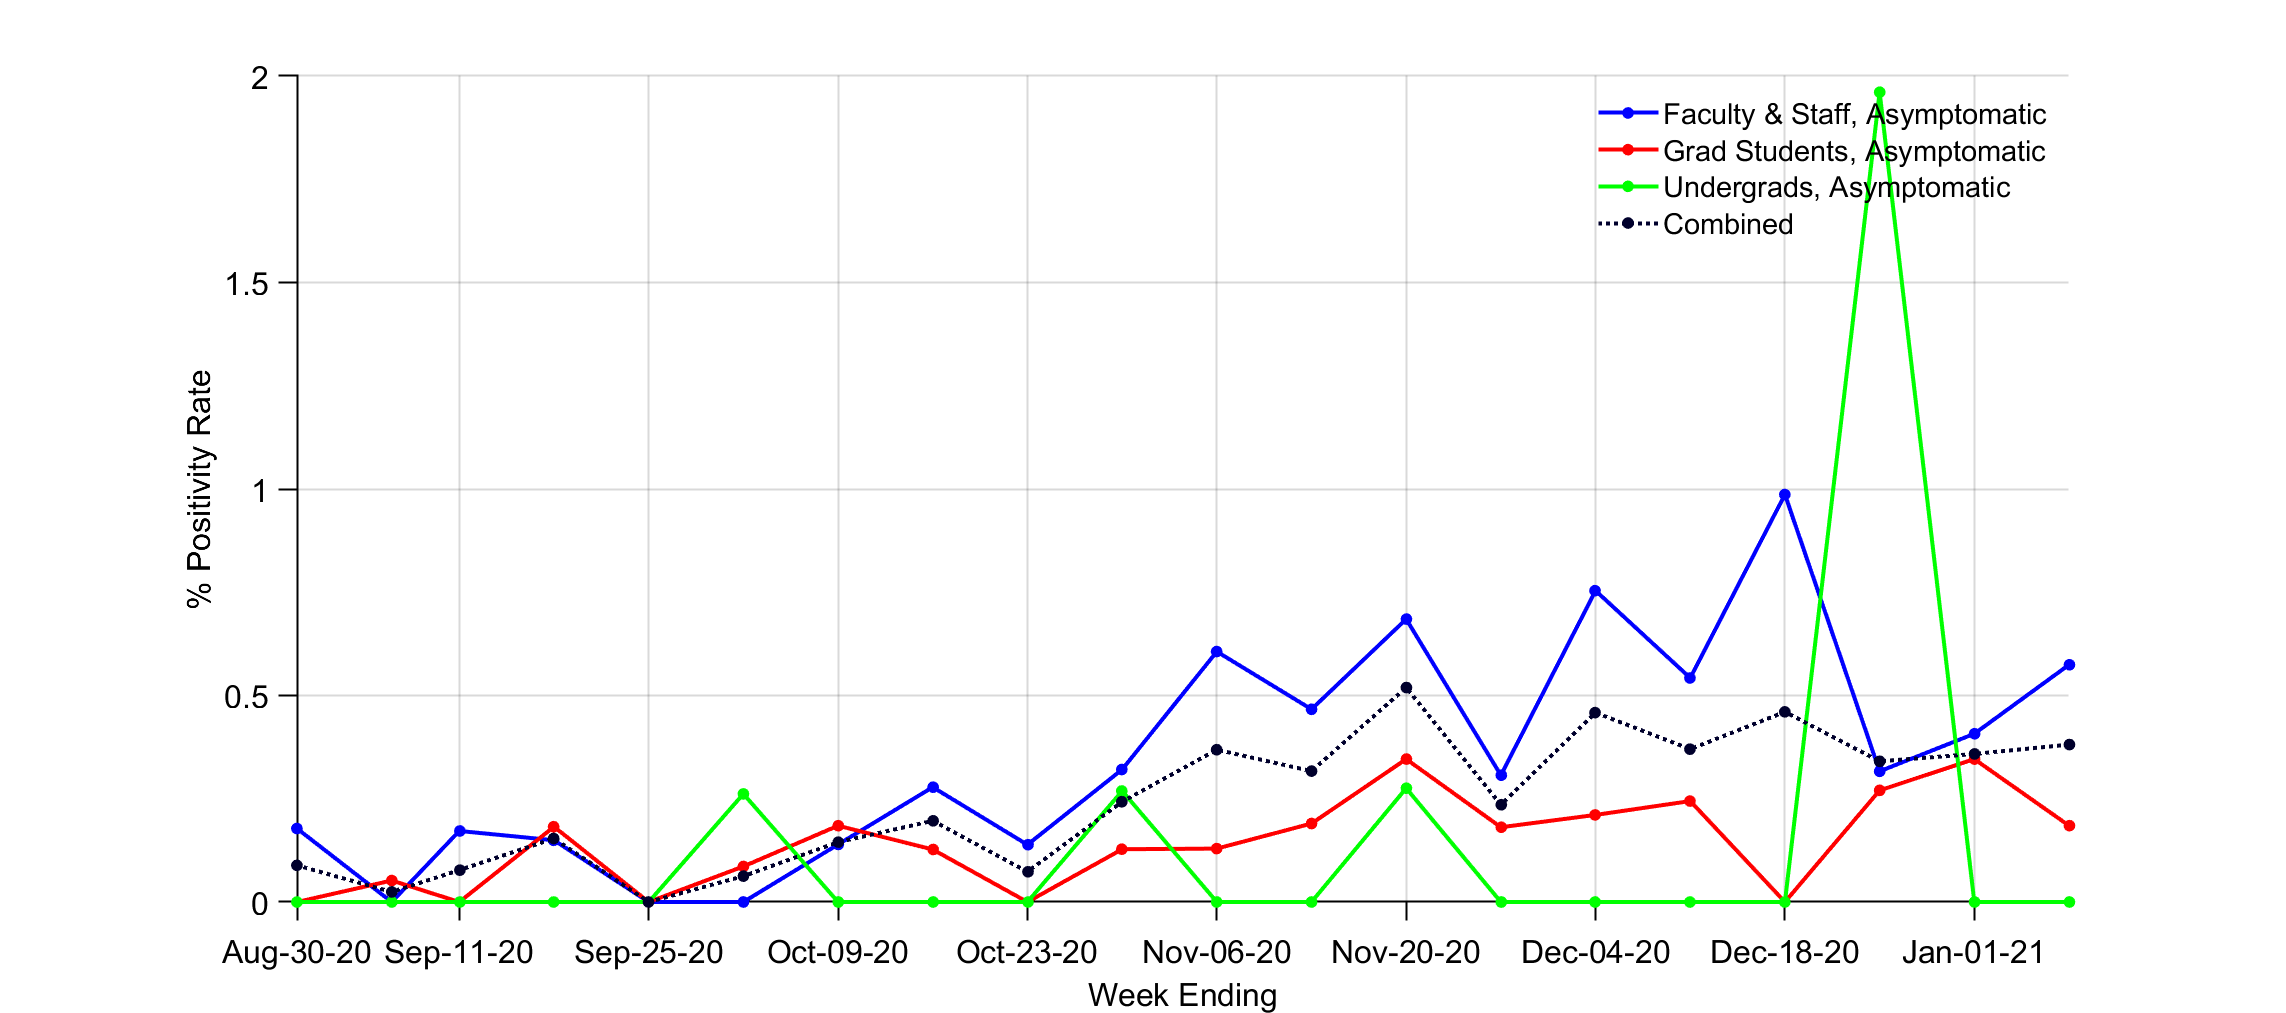 2
Faculty & Staff, Asymptomatic
Grad Students, Asymptomatic
Undergrads, Asymptomatic
Combined
1.5
1
0.5
0
% Positivity Rate
Aug-30-20 Sep-11-20 Sep-25-20 Oct-09-20 Oct-23-20 Nov-06-20 Nov-20-20 Dec-04-20 Dec-18-20 Jan-01-21
Week Ending